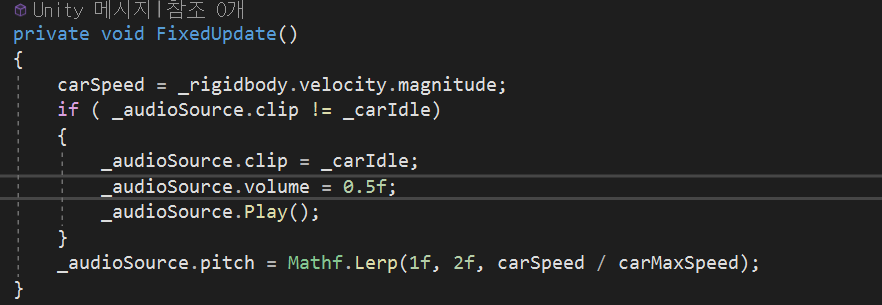 Unity 메시지|참조 0개
private void FixedUpdate()
{
carSpeed = _rigidbody.velocity.magnitude;
if ( _audioSource.clip != _carIdle)
{
_audioSource.clip = _carIdle;
_audioSource.volume = 0.5f;
_audioSource.Play();
}
_audioSource.pitch = Mathf.Lerp(1f, 2f, carSpeed / carMaxSpeed);
}